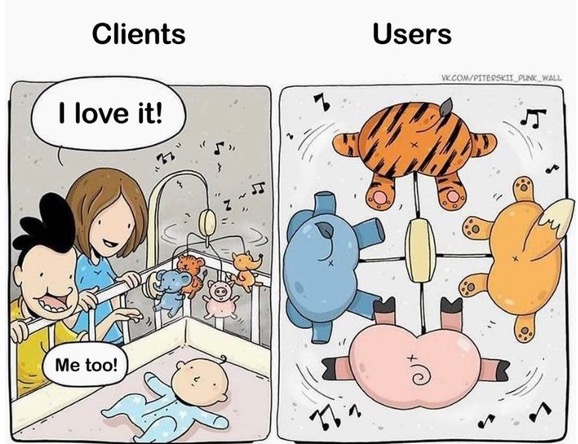 Clients
Users
VK.COM/PITERSKII_PUNK_WALL
I love it!
Z
Z
Me too!